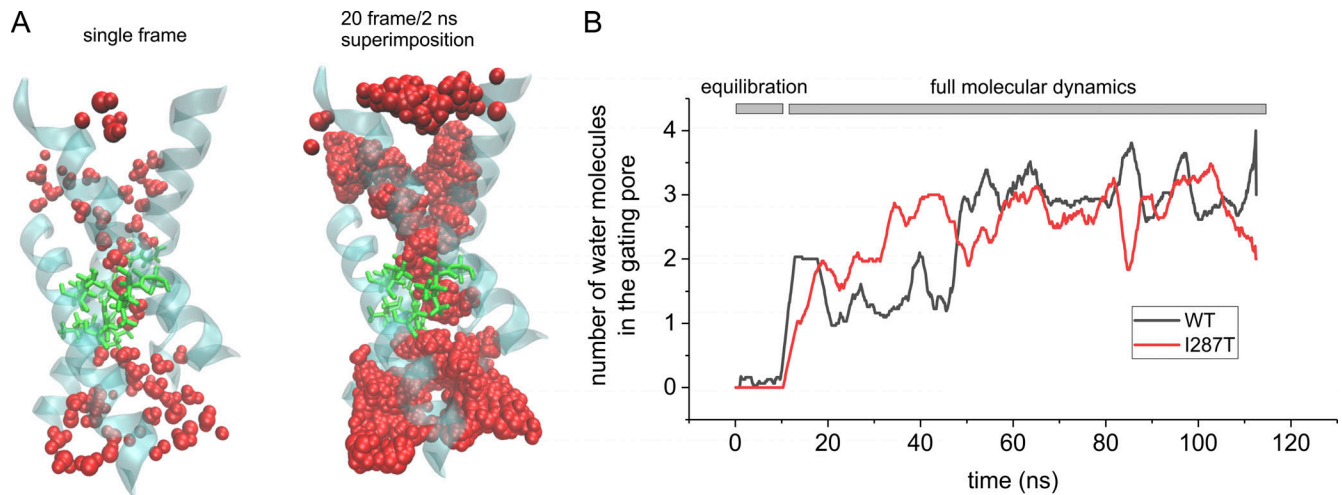 A
single frame
20 frame/2 ns
superimposition
B
equilibration
full molecular dynamics
number of water molecules
in the gating pore
4
3
2
1
0
WT
I287T
0
20
40
60
80
100
120
time (ns)